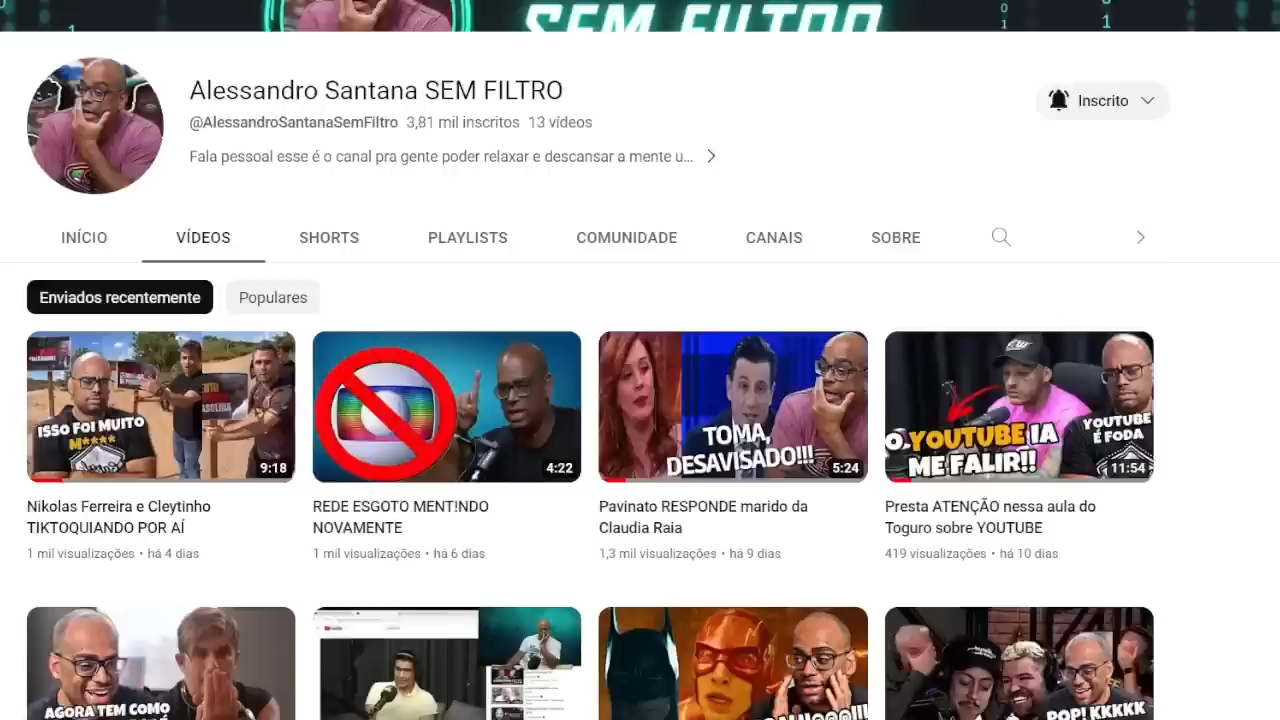 SEM FILTRO
Alessandro Santana SEM FILTRO
@AlessandroSantanaSemFiltro 3,81 mil inscritos 13 vídeos
Fala pessoal esse é o canal pra gente poder relaxar e descansar a mente u...
Inscrito
INÍCIO VÍDEOS SHORTS PLAYLISTS COMUNIDADE CANAIS SOBRE
Enviados recentemente Populares
ISSO FOI MUITO
M****
9:18
4:22
TOMA,
DESAVISADO!!!
5:24
O YOUTUBE IA
ME FALIR!!
YOUTUBE
É FODA
11:54
Nikolas Ferreira e Cleytinho
TIKTOQUIANDO POR AÍ
1 mil visualizações • há 4 dias
REDE ESGOTO MENT!NDO
NOVAMENTE
1 mil visualizações • há 6 dias
Pavinato RESPONDE marido da
Claudia Raia
1,3 mil visualizações • há 9 dias
Presta ATENÇÃO nessa aula do
Toguro sobre YOUTUBE
419 visualizações • há 10 dias
AGORA TEM COMO
POP! KKKKK